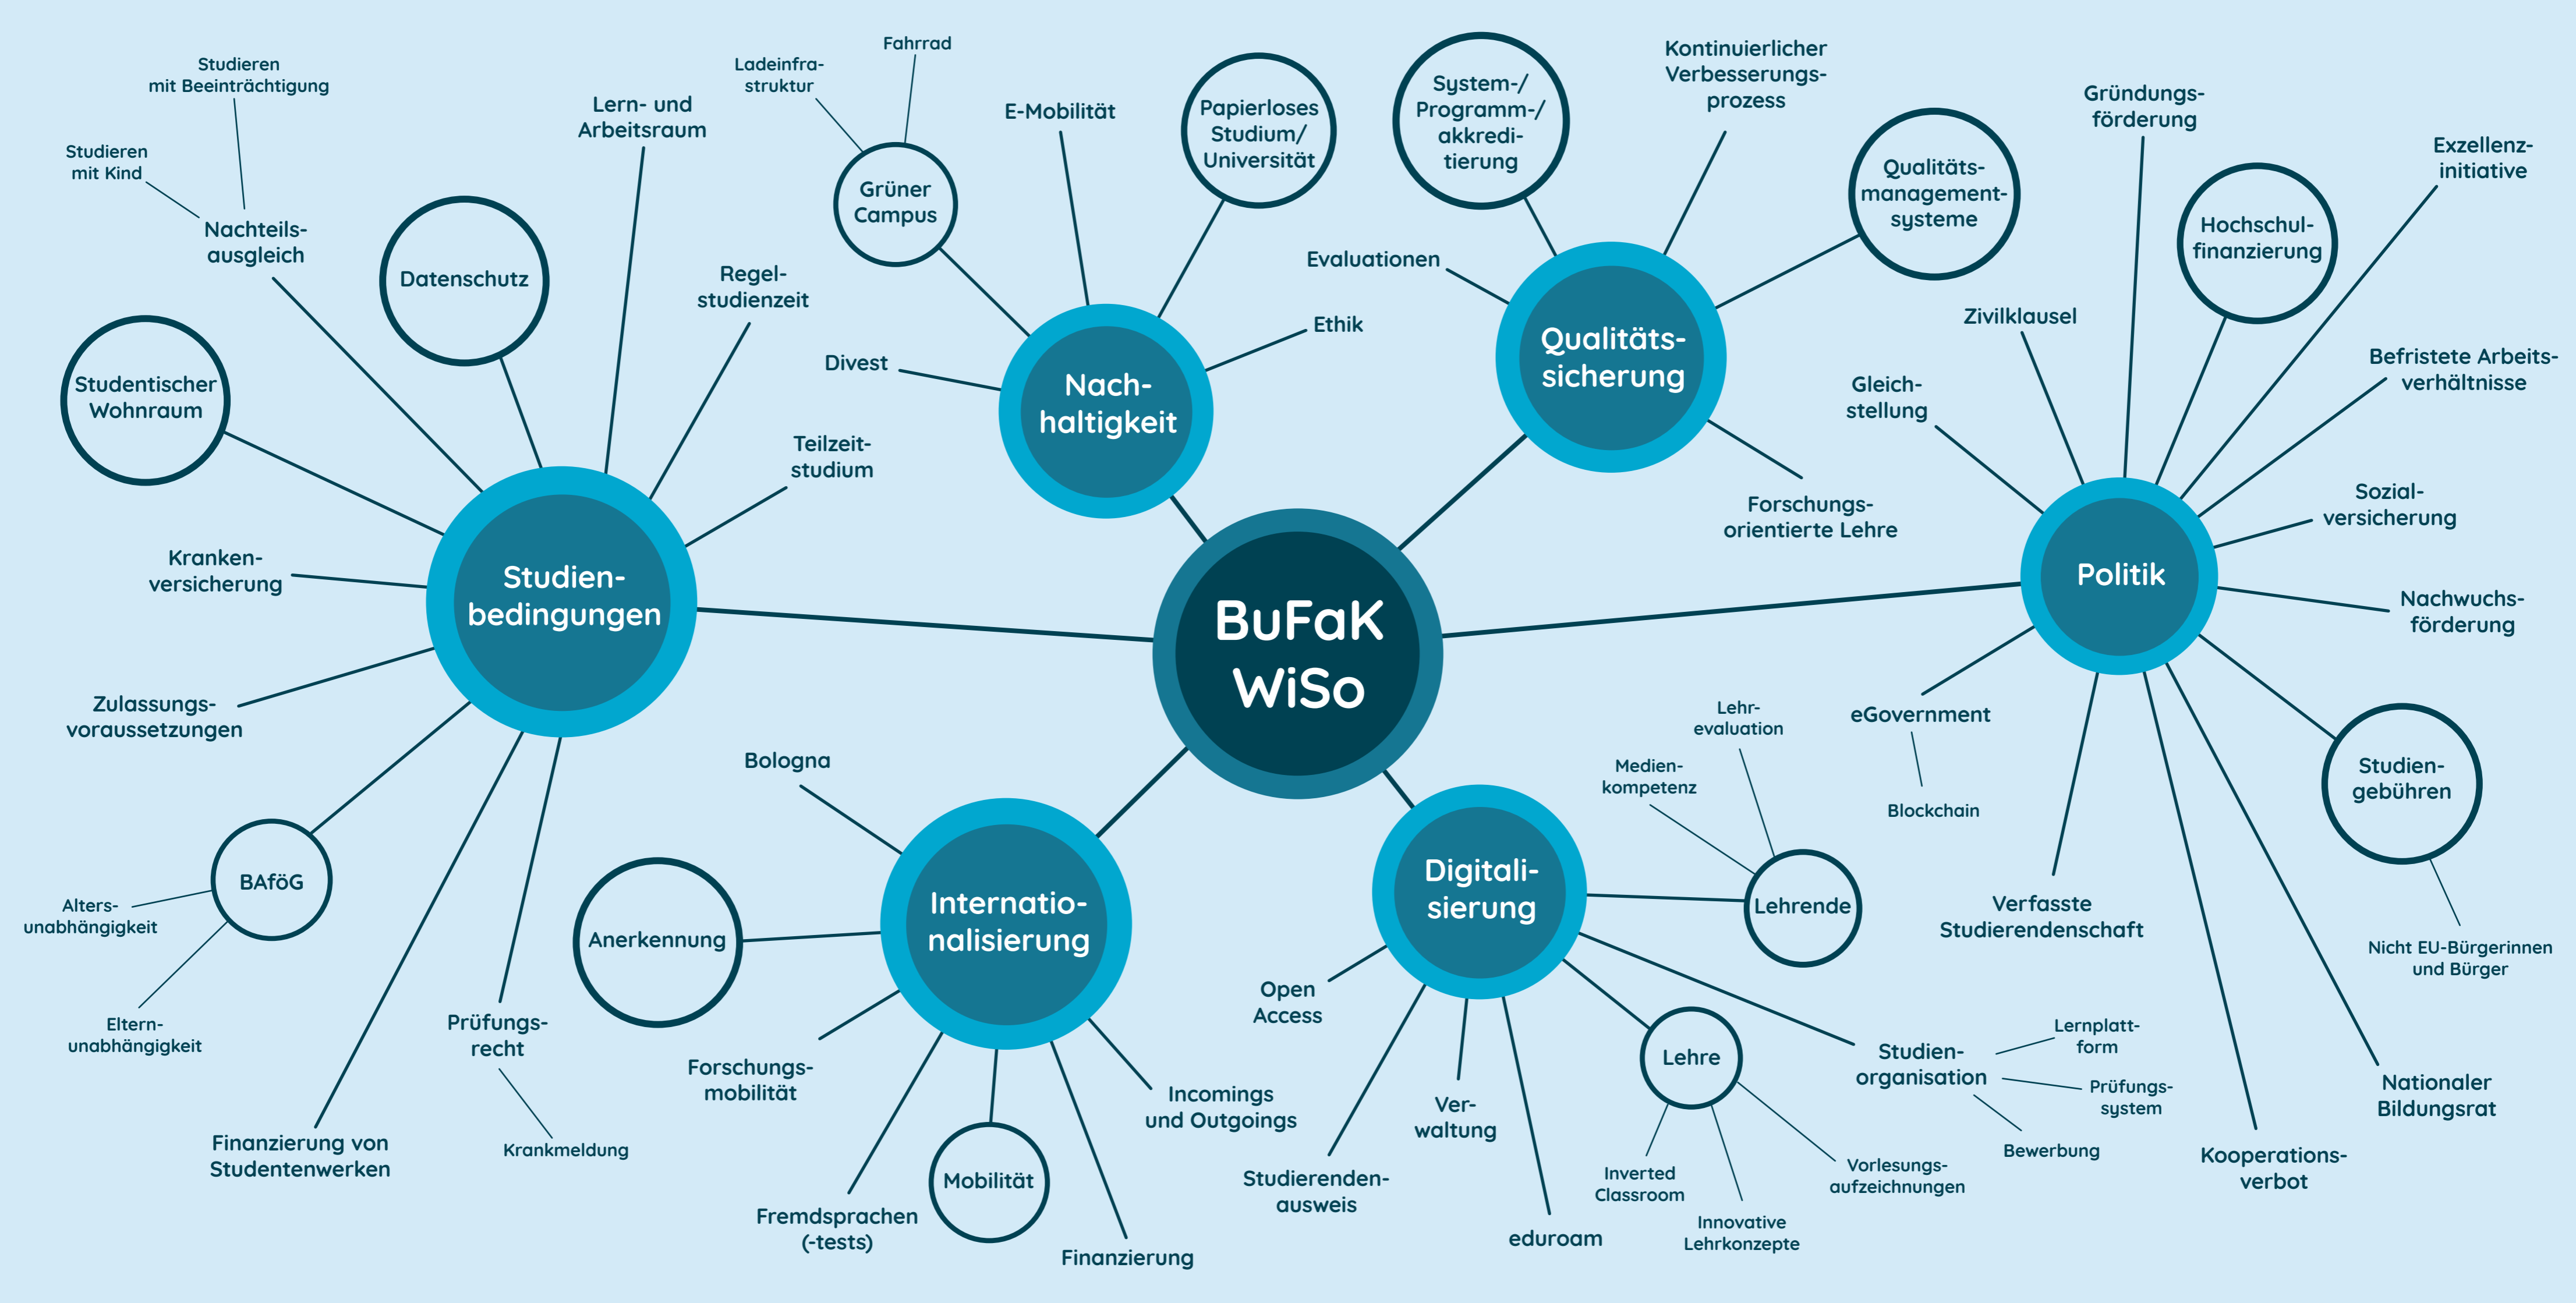 BuFaK
WiSo
Studien-
bedingungen
Studieren
mit Beeinträchtigung
Studieren
mit Kind
Nachteils-
ausgleich
Datenschutz
Lern- und
Arbeitsraum
Regel-
studienzeit
Teilzeit-
studium
Studentischer
Wohnraum
Kranken-
versicherung
Zulassungs-
voraussetzungen
BAföG
Alters-
unabhängigkeit
Eltern-
unabhängigkeit
Finanzierung von
Studentenwerken
Prüfungs-
recht
Krankmeldung
Nach-
haltigkeit
Ladeinfra-
struktur
Fahrrad
Grüner
Campus
E-Mobilität
Papierloses
Studium/
Universität
Ethik
Divest
Qualitäts-
sicherung
System-/
Programm-/
akkredi-
tierung
Kontinuierlicher
Verbesserungs-
prozess
Qualitäts-
management-
systeme
Evaluationen
Forschungs-
orientierte Lehre
Politik
Gründungs-
förderung
Exzellenz-
initiative
Hochschul-
finanzierung
Zivilklausel
Gleich-
stellung
Befristete Arbeits-
verhältnisse
Sozial-
versicherung
Nachwuchs-
förderung
Studien-
gebühren
Nicht EU-Bürgerinnen
und Bürger
eGovernment
Blockchain
Verfasste
Studierendenschaft
Nationaler
Bildungsrat
Kooperations-
verbot
Internatio-
nalisierung
Bologna
Anerkennung
Forschungs-
mobilität
Fremdsprachen
(-tests)
Mobilität
Finanzierung
Incomings
und Outgoings
Digitali-
sierung
Lehr-
evaluation
Medien-
kompetenz
Lehrende
Open
Access
Studierenden-
ausweis
Ver-
waltung
eduroam
Lehre
Inverted
Classroom
Innovative
Lehrkonzepte
Vorlesungs-
aufzeichnungen
Studien-
organisation
Lernplatt-
form
Prüfungs-
system
Bewerbung